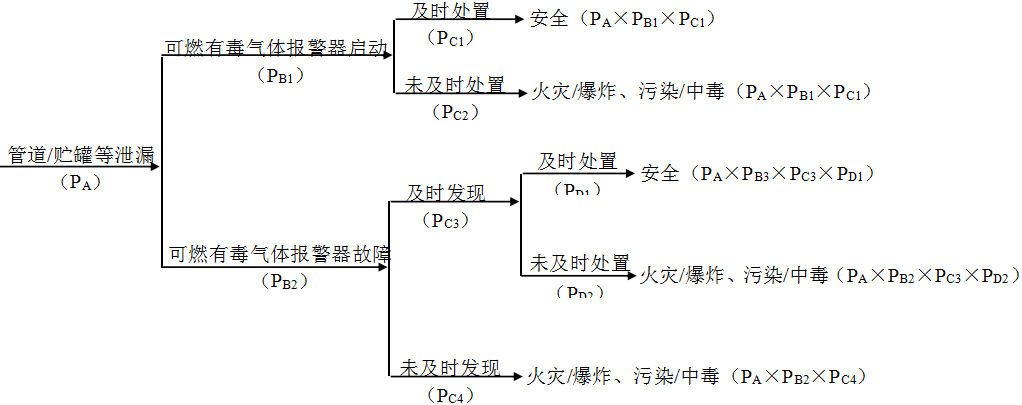 及时处置
安全（PA×PB1×PC1）
（PC1）
可燃有毒气体报警器启动
（PB1）
未及时处置
火灾/爆炸、污染/中毒（PA×PB1×PC1）
（PC2）
管道/贮罐等泄漏
（PA）
及时处置
安全（PA×PB3×PC3×PD1）
（PD1）
及时发现
（PC3）
可燃有毒气体报警器故障
（PB2）
未及时处置
火灾/爆炸、污染/中毒（PA×PB2×PC3×PD2）
（PD2）
未及时发现
火灾/爆炸、污染/中毒（PA×PB2×PC4）
（PC4）